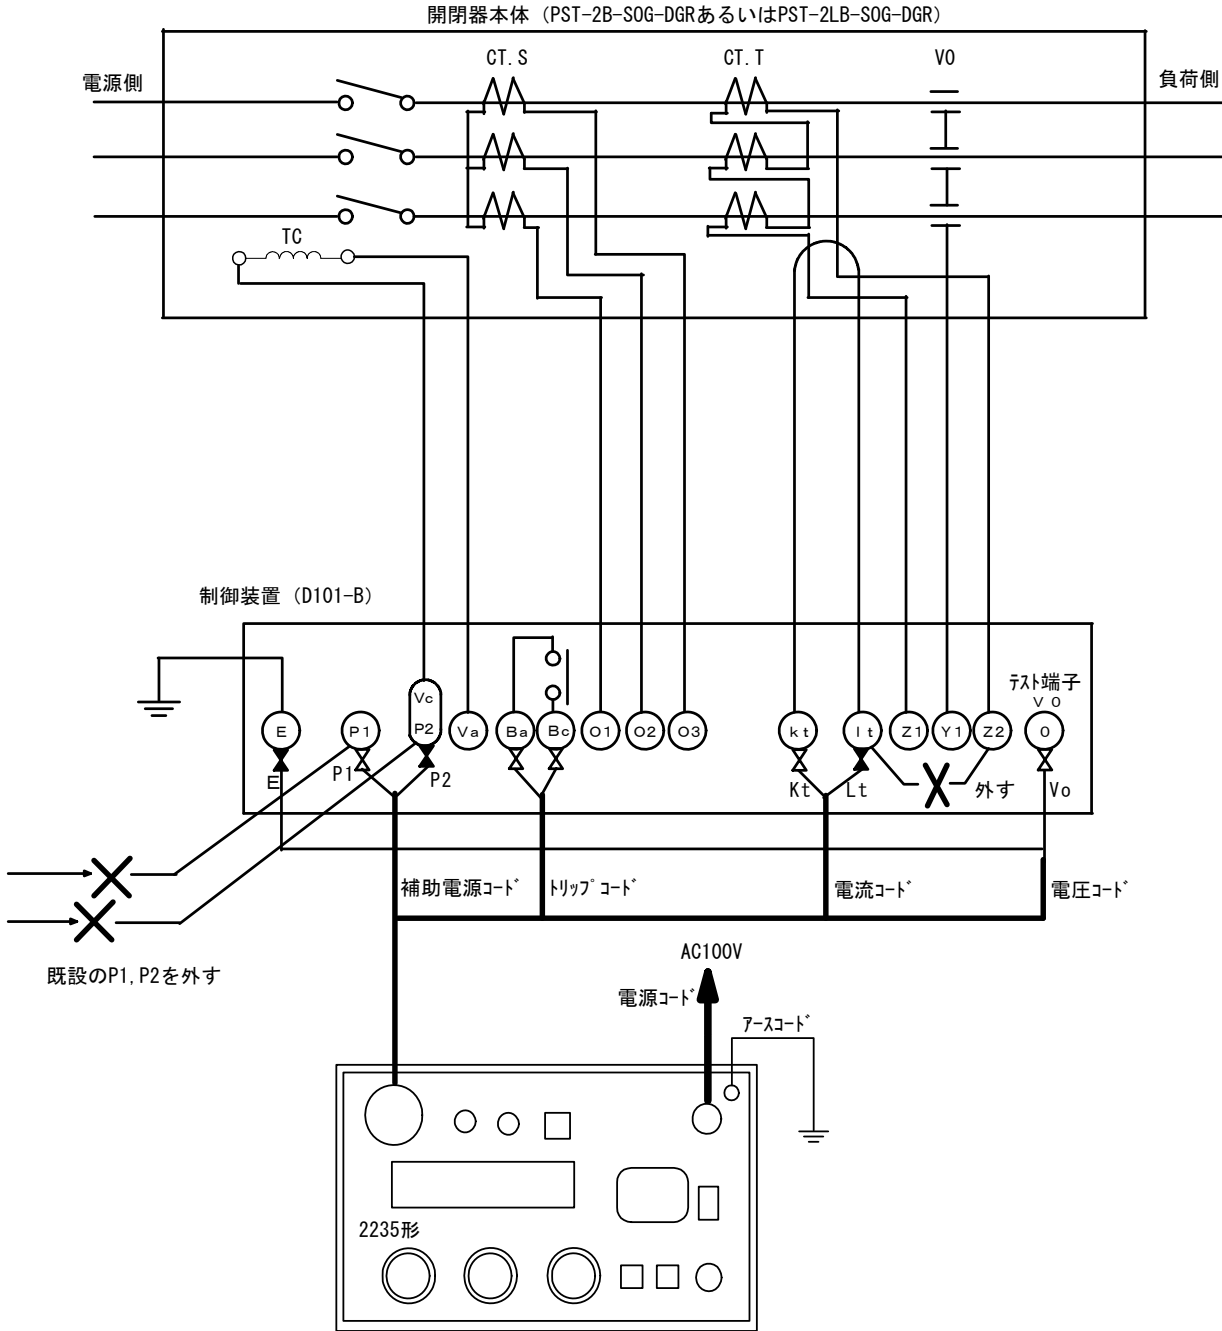 開閉器本体（PST-2B-SOG-DGRあるいはPST-2LB-SOG-DGR）
CT.S
CT.T
V0
電源側
負荷側
TC
制御装置（D101-B）
テスト端子
V0
E
P1
Vc
P2
Va
Ba
Bc
O1
O2
O3
kt
lt
Z1
Y1
Z2
0
E
P1
P2
Kt
Lt
外す
Vo
補助電源コード
トリップコード
電流コード
電圧コード
既設のP1,P2を外す
AC100V
電源コード
アースコード
2235形